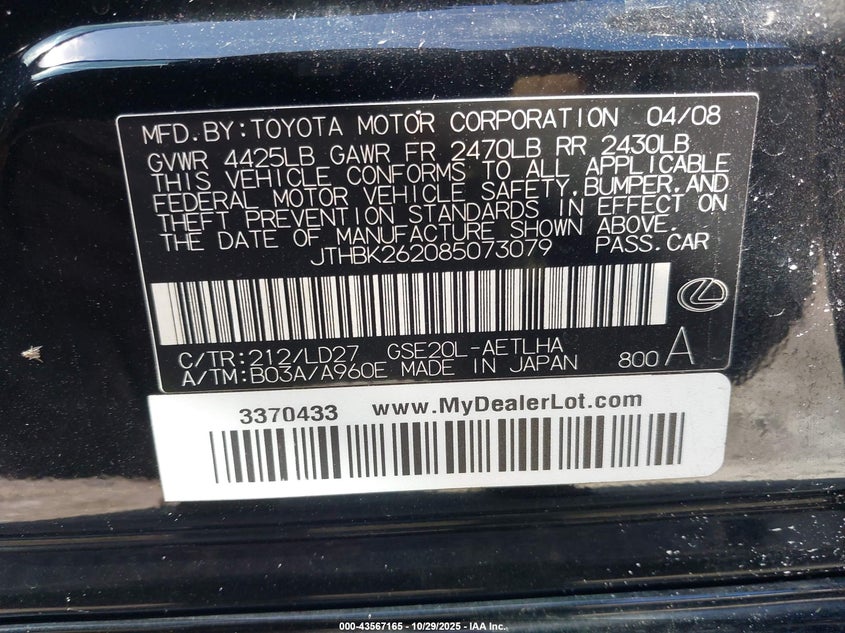 MFD. BY: TOYOTA MOTOR CORPORATION 04/08
GVWR 4425LB GAWR FR 2470LB RR 2430LB
THIS VEHICLE CONFORMS TO ALL APPLICABLE
FEDERAL MOTOR VEHICLE SAFETY, BUMPER, AND
THEFT PREVENTION STANDARDS IN EFFECT ON
THE DATE OF MANUFACTURE SHOWN ABOVE.
JTHBK262085073079 PASS. CAR
C/TR: 212/LD27 GSE20L-AETLHA
A/TM: B03A/A960E MADE IN JAPAN 800 A
3370433 www.MyDealerLot.com
000-43567165 • 10/29/2025 - IAA Inc.